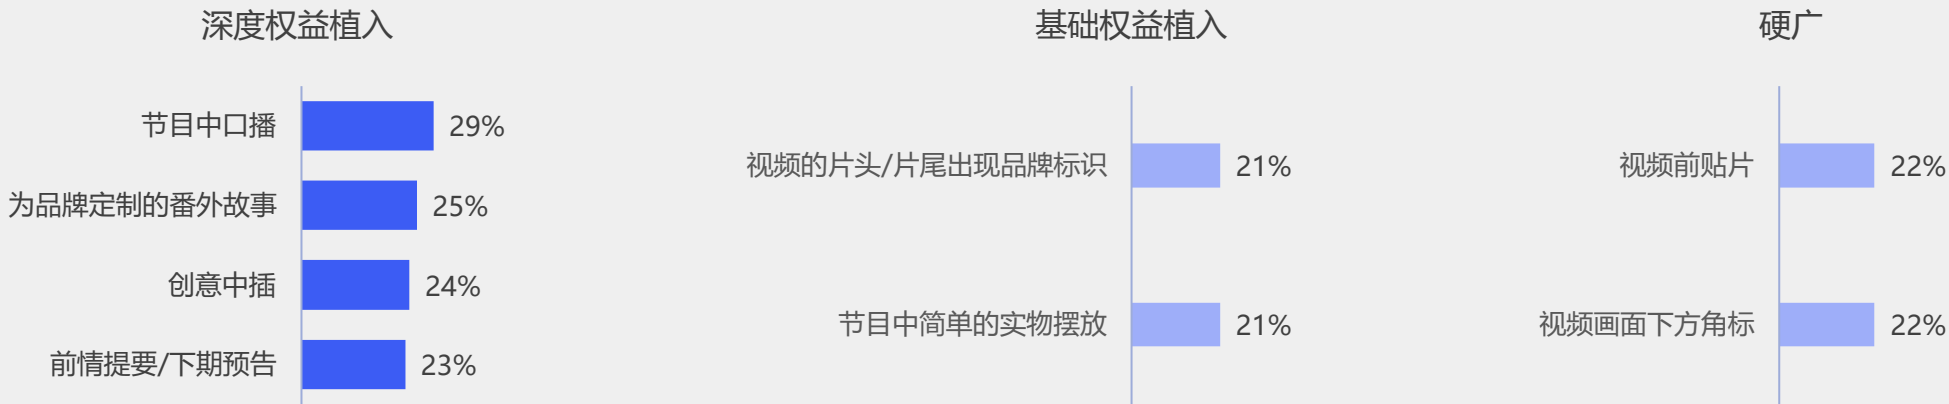 深度权益植入
节目中口播 29%
为品牌定制的番外故事 25%
创意中插 24%
前情提要/下期预告 23%
基础权益植入
视频的片头/片尾出现品牌标识 21%
节目中简单的实物摆放 21%
硬广
视频前贴片 22%
视频画面下方角标 22%